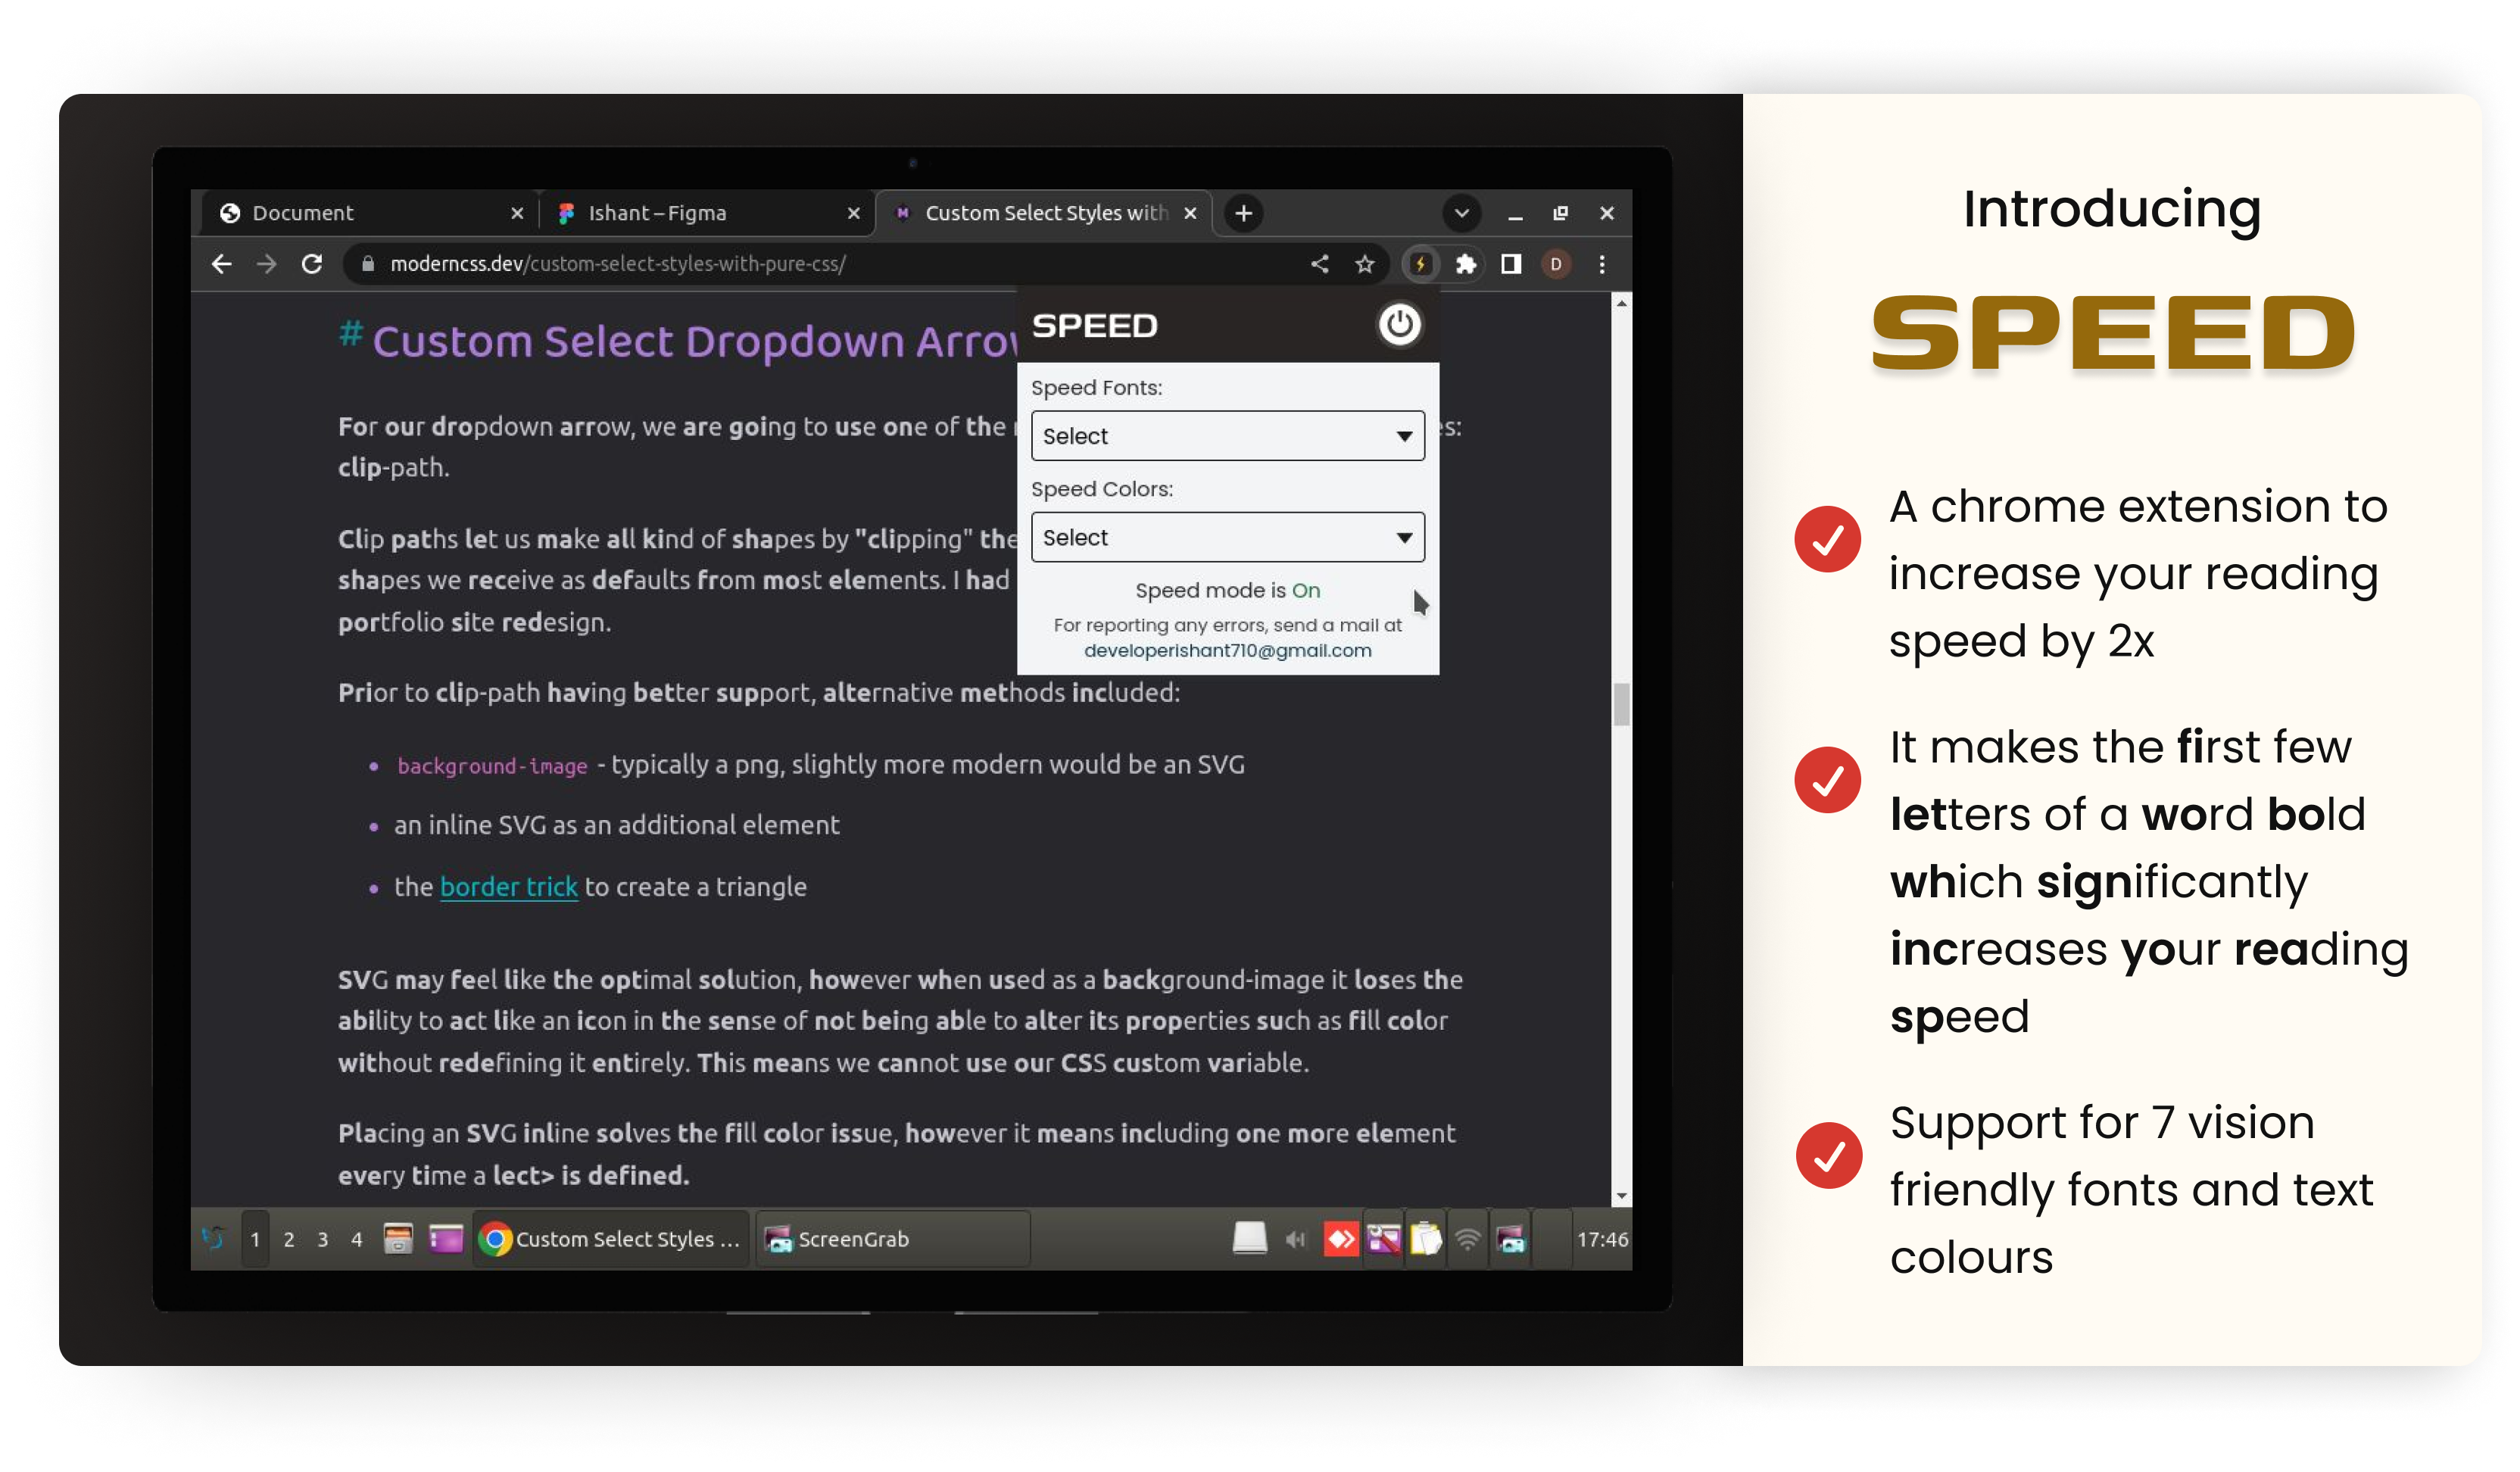 Document
Ishant – Figma
Custom Select Styles with
moderncss.dev/custom-select-styles-with-pure-css/
D
# Custom Select Dropdown Arrow
For our dropdown arrow, we are going to use one of the
es:
clip-path.
Clip paths let us make all kind of shapes by "clipping" the
shapes we receive as defaults from most elements. I had
portfolio site redesign.
Prior to clip-path having better support, alternative methods included:
• background-image - typically a png, slightly more modern would be an SVG
• an inline SVG as an additional element
• the border trick to create a triangle
SVG may feel like the optimal solution, however when used as a background-image it loses the
ability to act like an icon in the sense of not being able to alter its properties such as fill color
without redefining it entirely. This means we cannot use our CSS custom variable.
Placing an SVG inline solves the fill color issue, however it means including one more element
every time a lect> is defined.
SPEED
Speed Fonts:
Select
Speed Colors:
Select
Speed mode is On
For reporting any errors, send a mail at
developerishant710@gmail.com
1 2 3 4
Custom Select Styles ...
ScreenGrab
17:46
Introducing
SPEED
A chrome extension to
increase your reading
speed by 2x
It makes the first few
letters of a word bold
which significantly
increases your reading
speed
Support for 7 vision
friendly fonts and text
colours